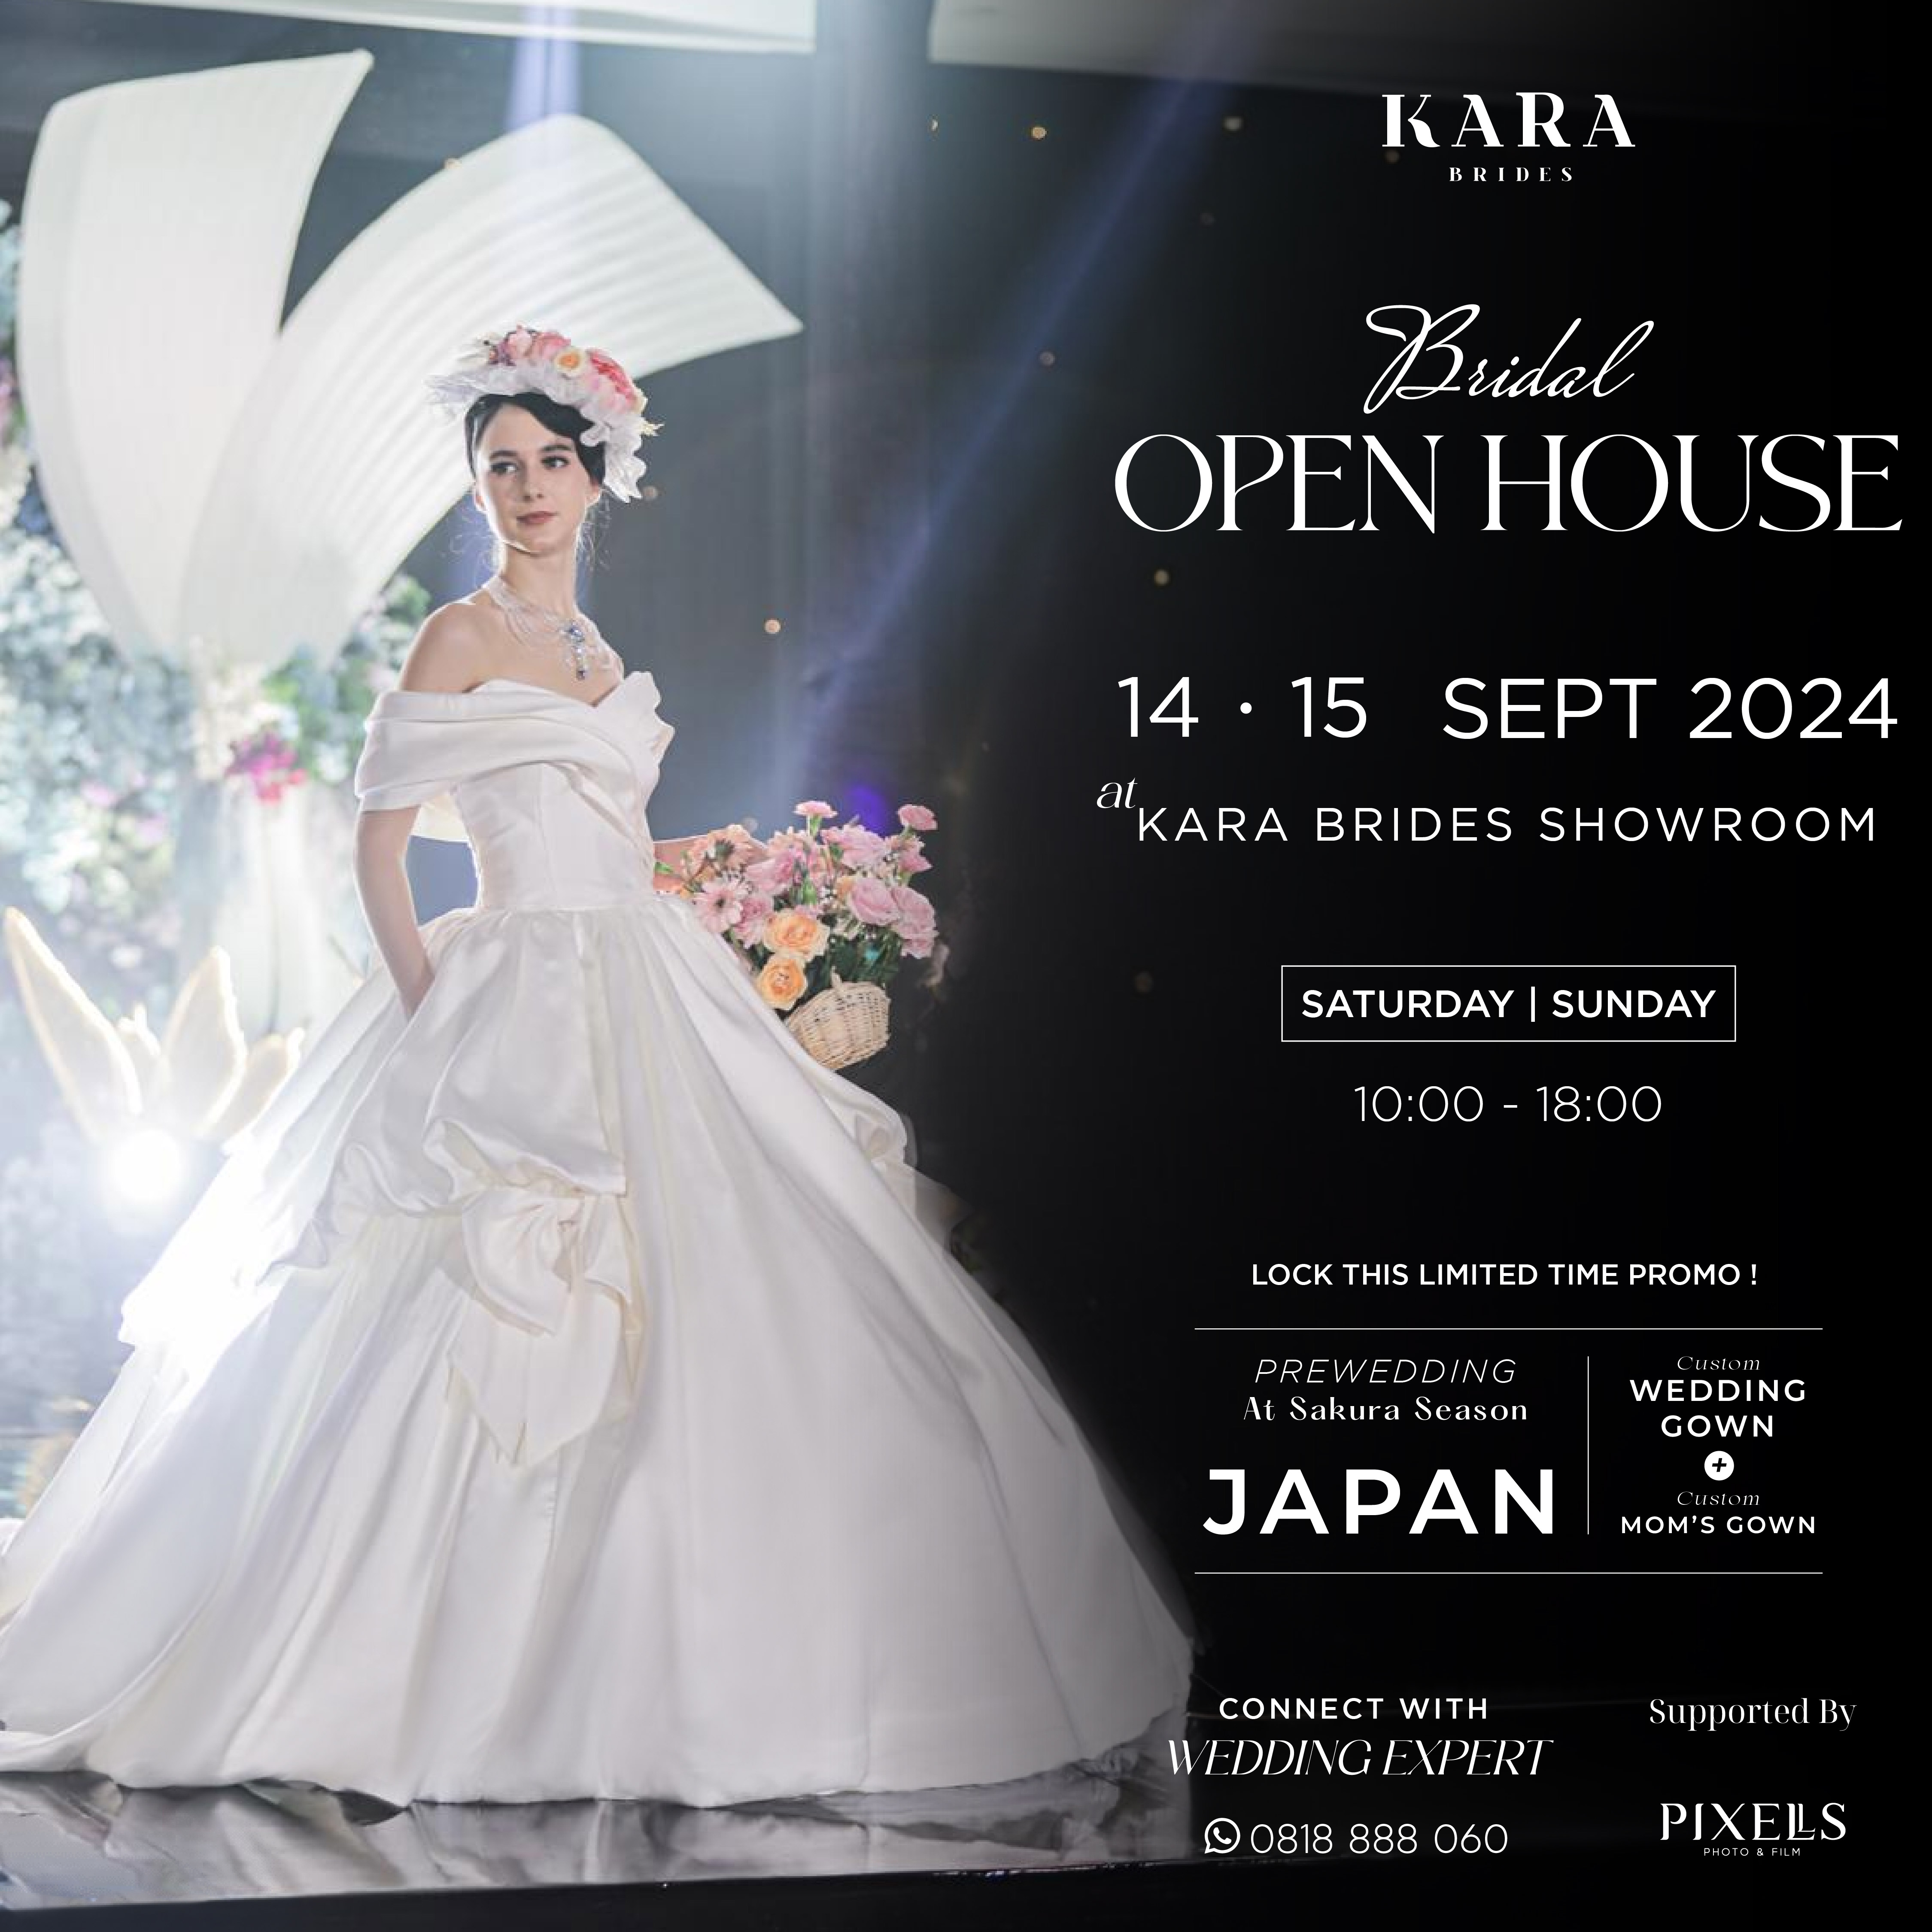 KARA
BRIDES
Bridal
OPEN HOUSE
14 · 15 SEPT 2024
at KARA BRIDES SHOWROOM
SATURDAY | SUNDAY
10:00 - 18:00
LOCK THIS LIMITED TIME PROMO !
PREWEDDING
At Sakura Season
JAPAN
Custom
WEDDING
GOWN
+
Custom
MOM'S GOWN
CONNECT WITH
WEDDING EXPERT
0818 888 060
Supported By
PIXELLS
PHOTO & FILM